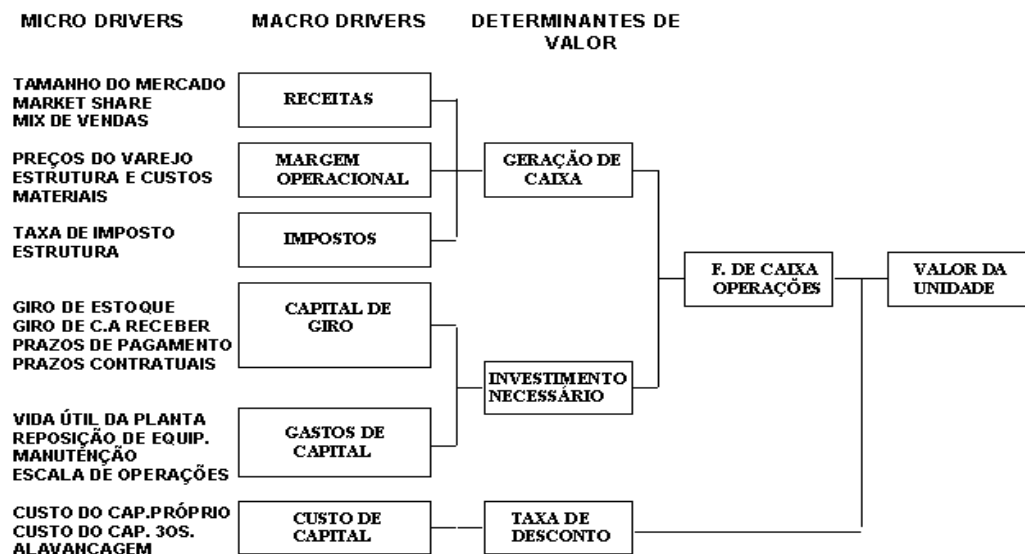 MICRO DRIVERS
MACRO DRIVERS
DETERMINANTES DE
VALOR
TAMANHO DO MERCADO
MARKET SHARE
MIX DE VENDAS
RECEITAS
PREÇOS DO VAREJO
ESTRUTURA E CUSTOS
MATERIAIS
MARGEM
OPERACIONAL
GERAÇÃO DE
CAIXA
TAXA DE IMPOSTO
ESTRUTURA
IMPOSTOS
F. DE CAIXA
OPERAÇÕES
VALOR DA
UNIDADE
GIRO DE ESTOQUE
GIRO DE C.A RECEBER
PRAZOS DE PAGAMENTO
PRAZOS CONTRATUAIS
CAPITAL DE
GIRO
INVESTIMENTO
NECESSÁRIO
VIDA ÚTIL DA PLANTA
REPOSIÇÃO DE EQUIP.
MANUTENÇÃO
ESCALA DE OPERAÇÕES
GASTOS DE
CAPITAL
CUSTO DO CAP.PRÓPRIO
CUSTO DO CAP. 3OS.
ALAVANCAGEM
CUSTO DE
CAPITAL
TAXA DE
DESCONTO